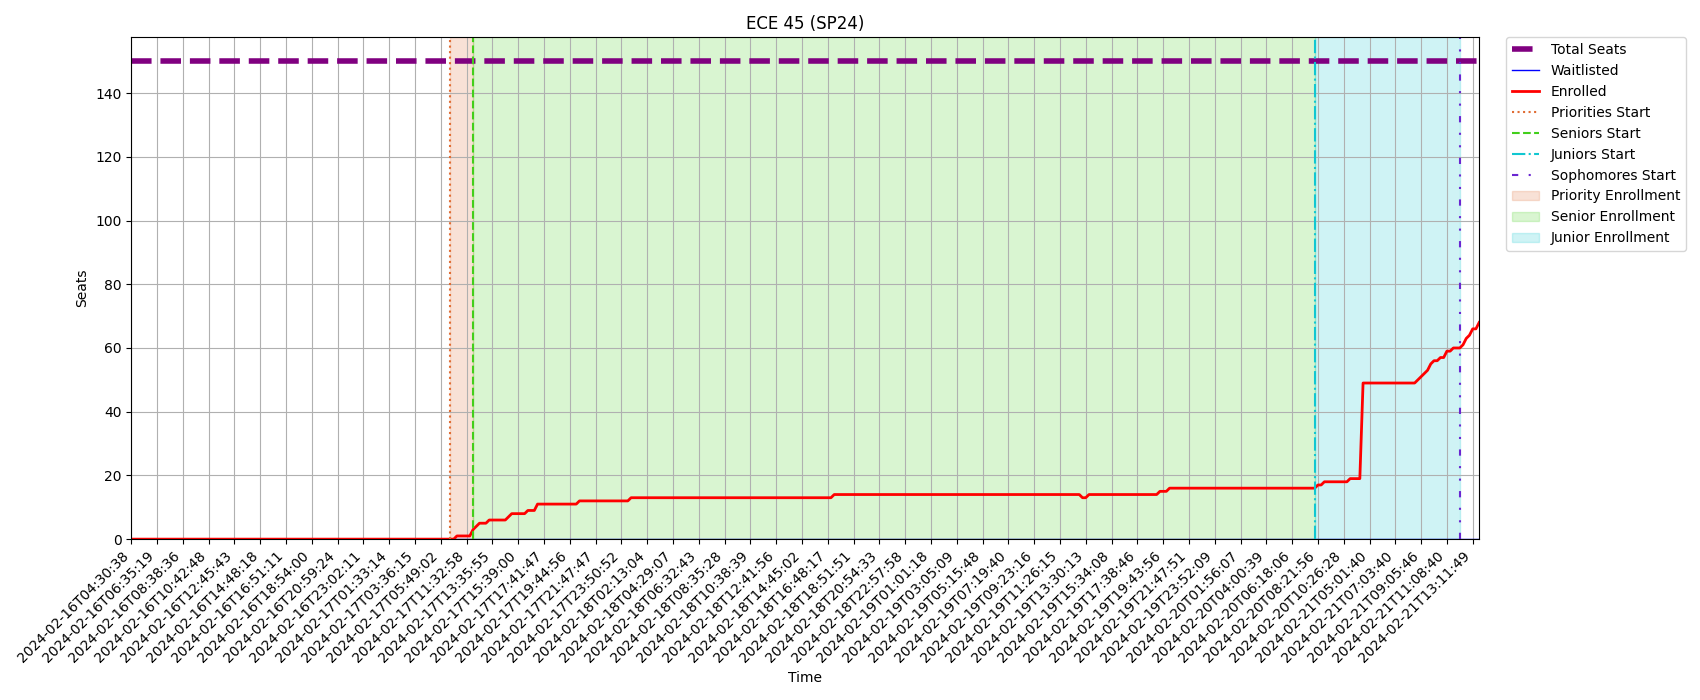 ECE 45 (SP24)
Total Seats
Waitlisted
Enrolled
Priorities Start
Seniors Start
Juniors Start
Sophomores Start
Priority Enrollment
Senior Enrollment
Junior Enrollment
Seats
140
120
100
80
60
40
20
0
2024-02-16T04:30:38
2024-02-16T06:35:19
2024-02-16T08:38:36
2024-02-16T10:42:48
2024-02-16T12:45:43
2024-02-16T14:48:18
2024-02-16T16:51:11
2024-02-16T18:54:00
2024-02-16T20:59:24
2024-02-16T23:02:11
2024-02-17T01:33:14
2024-02-17T03:36:15
2024-02-17T05:49:02
2024-02-17T11:32:58
2024-02-17T13:35:55
2024-02-17T15:39:00
2024-02-17T17:41:47
2024-02-17T19:44:56
2024-02-17T21:47:47
2024-02-17T23:50:52
2024-02-18T02:13:04
2024-02-18T04:29:07
2024-02-18T06:32:43
2024-02-18T08:35:28
2024-02-18T10:38:39
2024-02-18T12:41:56
2024-02-18T14:45:02
2024-02-18T16:48:17
2024-02-18T18:51:51
2024-02-18T20:54:33
2024-02-18T22:57:58
2024-02-19T01:01:18
2024-02-19T03:05:09
2024-02-19T05:15:48
2024-02-19T07:19:40
2024-02-19T09:23:16
2024-02-19T11:26:15
2024-02-19T13:30:13
2024-02-19T15:34:08
2024-02-19T17:38:46
2024-02-19T19:43:56
2024-02-19T21:47:51
2024-02-19T23:52:09
2024-02-20T01:56:07
2024-02-20T04:00:39
2024-02-20T06:18:06
2024-02-20T08:21:56
2024-02-20T10:26:28
2024-02-21T05:01:40
2024-02-21T07:03:40
2024-02-21T09:05:46
2024-02-21T11:08:40
2024-02-21T13:11:49
Time